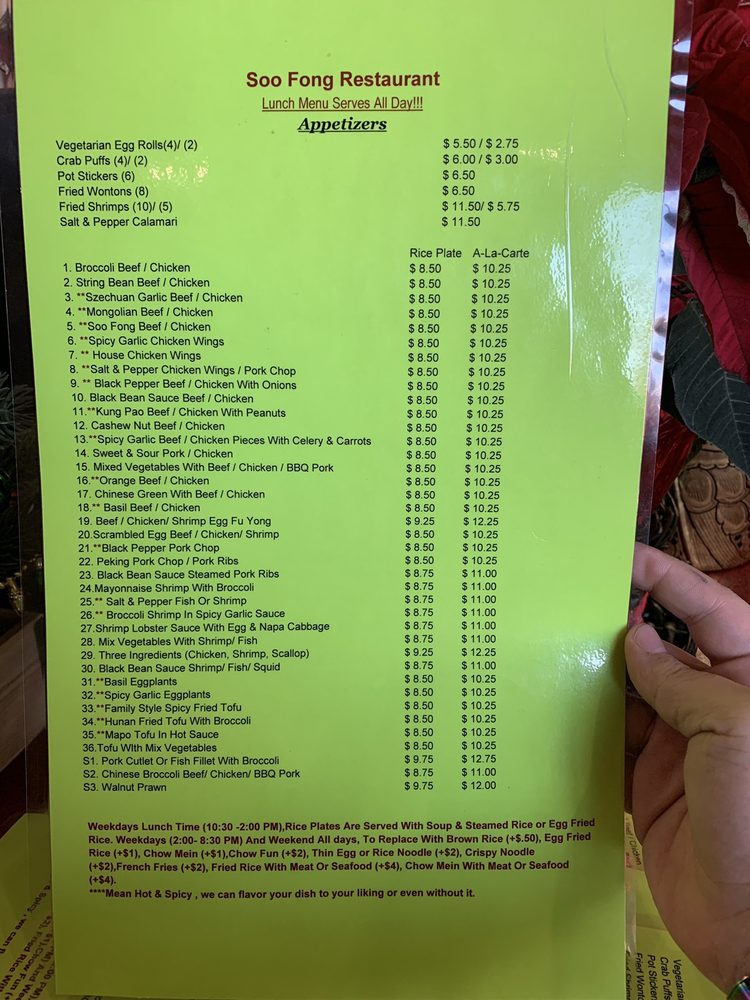 Soo Fong Restaurant
Lunch Menu Serves All Day!!!
Appetizers
Vegetarian Egg Rolls(4)/ (2) $ 5.50 / $ 2.75
Crab Puffs (4)/ (2) $ 6.00 / $ 3.00
Pot Stickers (6) $ 6.50
Fried Wontons (8) $ 6.50
Fried Shrimps (10)/ (5) $ 11.50/ $ 5.75
Salt & Pepper Calamari $ 11.50
Rice Plate A-La-Carte
1. Broccoli Beef / Chicken $ 8.50 $ 10.25
2. String Bean Beef / Chicken $ 8.50 $ 10.25
3. **Szechuan Garlic Beef / Chicken $ 8.50 $ 10.25
4. **Mongolian Beef / Chicken $ 8.50 $ 10.25
5. **Soo Fong Beef / Chicken $ 8.50 $ 10.25
6. **Spicy Garlic Chicken Wings $ 8.50 $ 10.25
7. ** House Chicken Wings $ 8.50 $ 10.25
8. **Salt & Pepper Chicken Wings / Pork Chop $ 8.50 $ 10.25
9. ** Black Pepper Beef / Chicken With Onions $ 8.50 $ 10.25
10. Black Bean Sauce Beef / Chicken $ 8.50 $ 10.25
11.**Kung Pao Beef / Chicken With Peanuts $ 8.50 $ 10.25
12. Cashew Nut Beef / Chicken $ 8.50 $ 10.25
13.**Spicy Garlic Beef / Chicken Pieces With Celery & Carrots $ 8.50 $ 10.25
14. Sweet & Sour Pork / Chicken $ 8.50 $ 10.25
15. Mixed Vegetables With Beef / Chicken / BBQ Pork $ 8.50 $ 10.25
16.**Orange Beef / Chicken $ 8.50 $ 10.25
17. Chinese Green With Beef / Chicken $ 8.50 $ 10.25
18.** Basil Beef / Chicken $ 8.50 $ 10.25
19. Beef / Chicken/ Shrimp Egg Fu Yong $ 9.25 $ 12.25
20.Scrambled Egg Beef / Chicken/ Shrimp $ 8.50 $ 10.25
21.**Black Pepper Pork Chop $ 8.50 $ 10.25
22. Peking Pork Chop / Pork Ribs $ 8.50 $ 10.25
23. Black Bean Sauce Steamed Pork Ribs $ 8.75 $ 11.00
24.Mayonnaise Shrimp With Broccoli $ 8.75 $ 11.00
25.** Salt & Pepper Fish Or Shrimp $ 8.75 $ 11.00
26.** Broccoli Shrimp In Spicy Garlic Sauce $ 8.75 $ 11.00
27.Shrimp Lobster Sauce With Egg & Napa Cabbage $ 8.75 $ 11.00
28. Mix Vegetables With Shrimp/ Fish $ 8.75 $ 11.00
29. Three Ingredients (Chicken, Shrimp, Scallop) $ 9.25 $ 12.25
30. Black Bean Sauce Shrimp/ Fish/ Squid $ 8.75 $ 11.00
31.**Basil Eggplants $ 8.50 $ 10.25
32.**Spicy Garlic Eggplants $ 8.50 $ 10.25
33.**Family Style Spicy Fried Tofu $ 8.50 $ 10.25
34.**Hunan Fried Tofu With Broccoli $ 8.50 $ 10.25
35.**Mapo Tofu In Hot Sauce $ 8.50 $ 10.25
36.Tofu WIth Mix Vegetables $ 8.50 $ 10.25
S1. Pork Cutlet Or Fish Fillet With Broccoli $ 9.75 $ 12.75
S2. Chinese Broccoli Beef/ Chicken/ BBQ Pork $ 8.75 $ 11.00
S3. Walnut Prawn $ 9.75 $ 12.00
Weekdays Lunch Time (10:30 -2:00 PM),Rice Plates Are Served With Soup & Steamed Rice or Egg Fried
Rice. Weekdays (2:00- 8:30 PM) And Weekend All days, To Replace With Brown Rice (+$.50), Egg Fried
Rice (+$1), Chow Mein (+$1),Chow Fun (+$2), Thin Egg or Rice Noodle (+$2), Crispy Noodle
(+$2),French Fries (+$2), Fried Rice With Meat Or Seafood (+$4), Chow Mein With Meat Or Seafood
(+$4).
****Mean Hot & Spicy , we can flavor your dish to your liking or even without it.
Vegetaria
Crab Puffs
Pot Sticke
Fried Wont